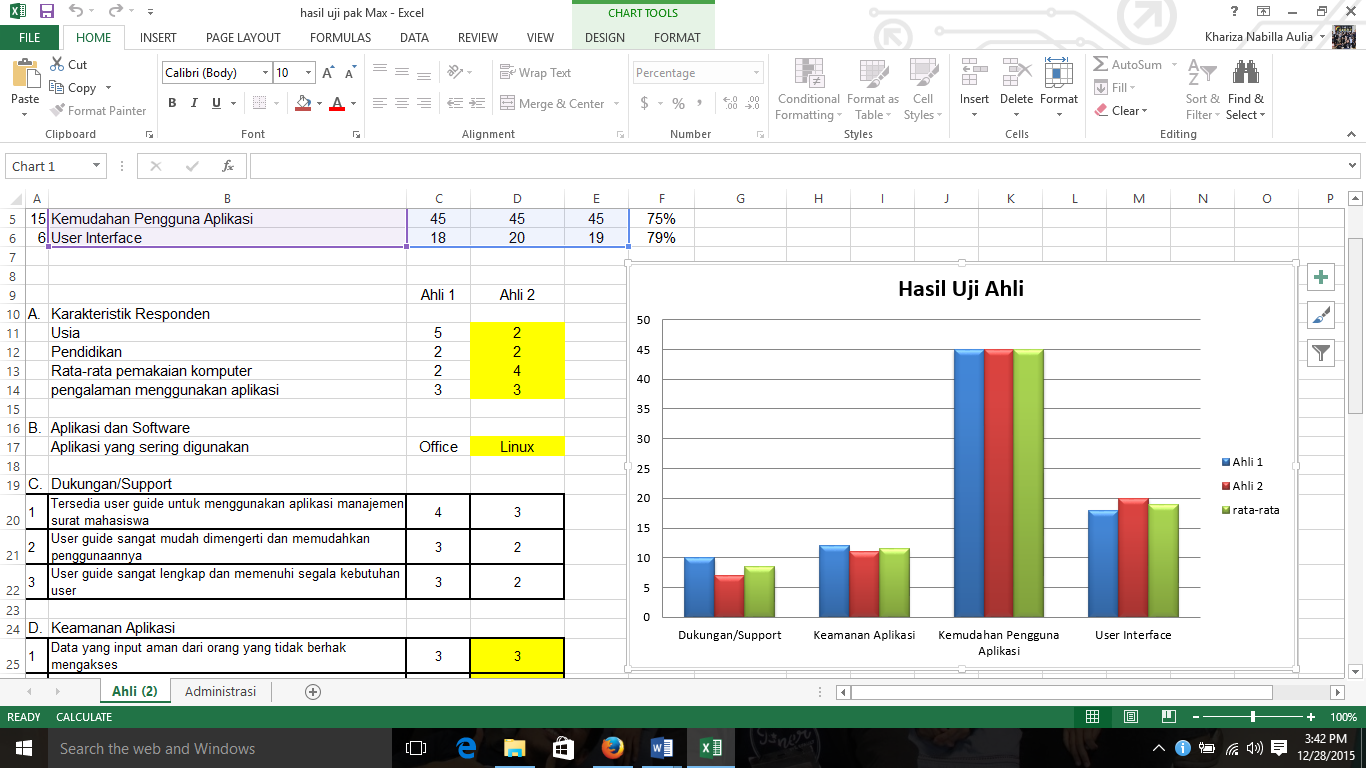 hasil uji pak Max - Excel
CHART TOOLS
FILE HOME INSERT PAGE LAYOUT FORMULAS DATA REVIEW VIEW DESIGN FORMAT
Khariza Nabilla Aulia
Paste
Cut
Copy
Format Painter
Calibri (Body) 10
B I U
Wrap Text
Merge & Center
Percentage
$ %
Conditional Formatting
Format as Table
Cell Styles
Insert Delete Format
AutoSum
Fill
Clear
Sort & Filter
Find & Select
Clipboard Font Alignment Number Styles Cells Editing
Chart 1 fx
A B C D E F G H I J K L M N O P
5 15 Kemudahan Pengguna Aplikasi 45 45 45 75%
6 6 User Interface 18 20 19 79%
7
8
9 Ahli 1 Ahli 2
10 A. Karakteristik Responden
11 Usia 5 2
12 Pendidikan 2 2
13 Rata-rata pemakaian komputer 2 4
14 pengalaman menggunakan aplikasi 3 3
15
16 B. Aplikasi dan Software
17 Aplikasi yang sering digunakan Office Linux
18
19 C. Dukungan/Support
20 1 Tersedia user guide untuk menggunakan aplikasi manajemen
surat mahasiswa 4 3
21 2 User guide sangat mudah dimengerti dan memudahkan
penggunaannya 3 2
22 3 User guide sangat lengkap dan memenuhi segala kebutuhan
user 3 2
23
24 D. Keamanan Aplikasi
25 1 Data yang input aman dari orang yang tidak berhak
mengakses 3 3
Hasil Uji Ahli
50
45
40
35
30
25
20
15
10
5
0
Dukungan/Support Keamanan Aplikasi Kemudahan Pengguna Aplikasi User Interface
Ahli 1
Ahli 2
rata-rata
Ahli (2) Administrasi
READY CALCULATE 100%
Search the web and Windows
3:42 PM
12/28/2015